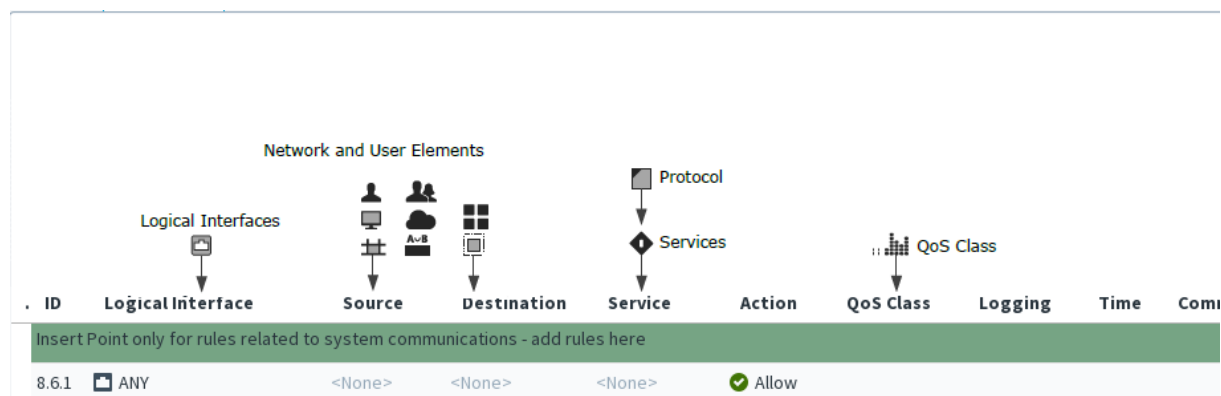 Network and User Elements
Protocol
Logical Interfaces
A∪B
Services
QoS Class
. ID Logical Interface Source Destination Service Action QoS Class Logging Time Comm
Insert Point only for rules related to system communications - add rules here
8.6.1 ANY <None> <None> <None> Allow